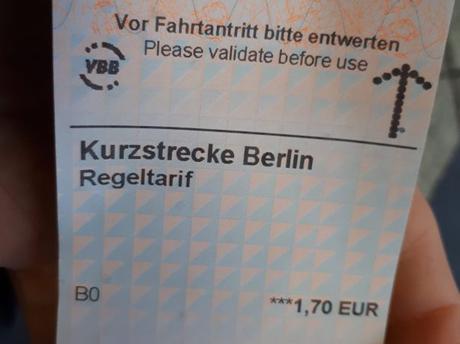 Vor Fahrtantritt bitte entwerten
Please validate before use
VBB
Kurzstrecke Berlin
Regeltarif
B0
***1,70 EUR